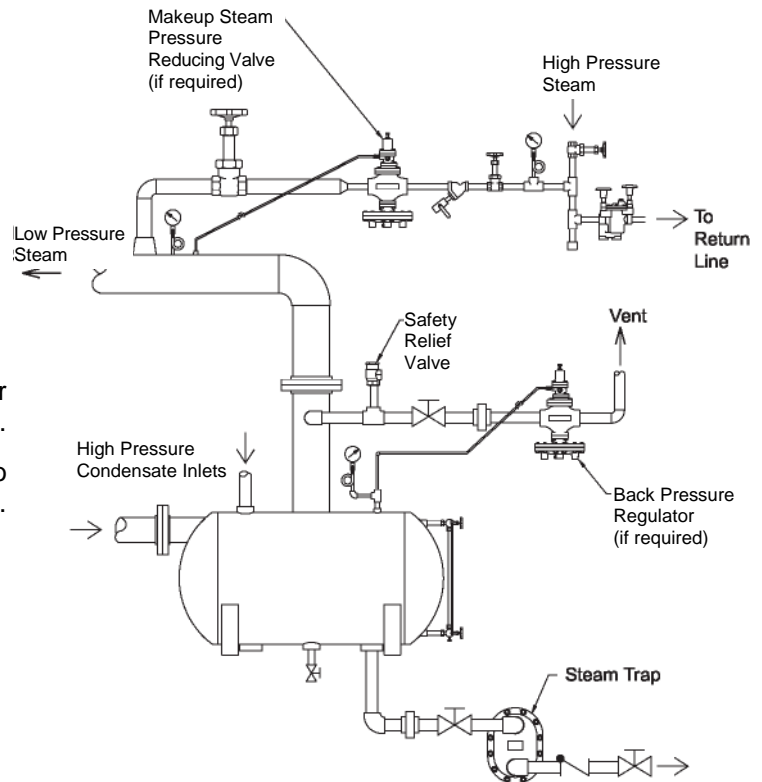 Makeup Steam
Pressure
Reducing Valve
(if required)
High Pressure
Steam
To
Return
Line
Low Pressure
Steam
Safety
Relief
Valve
Vent
r
.
High Pressure
Condensate Inlets
o
.
Back Pressure
Regulator
(if required)
Steam Trap